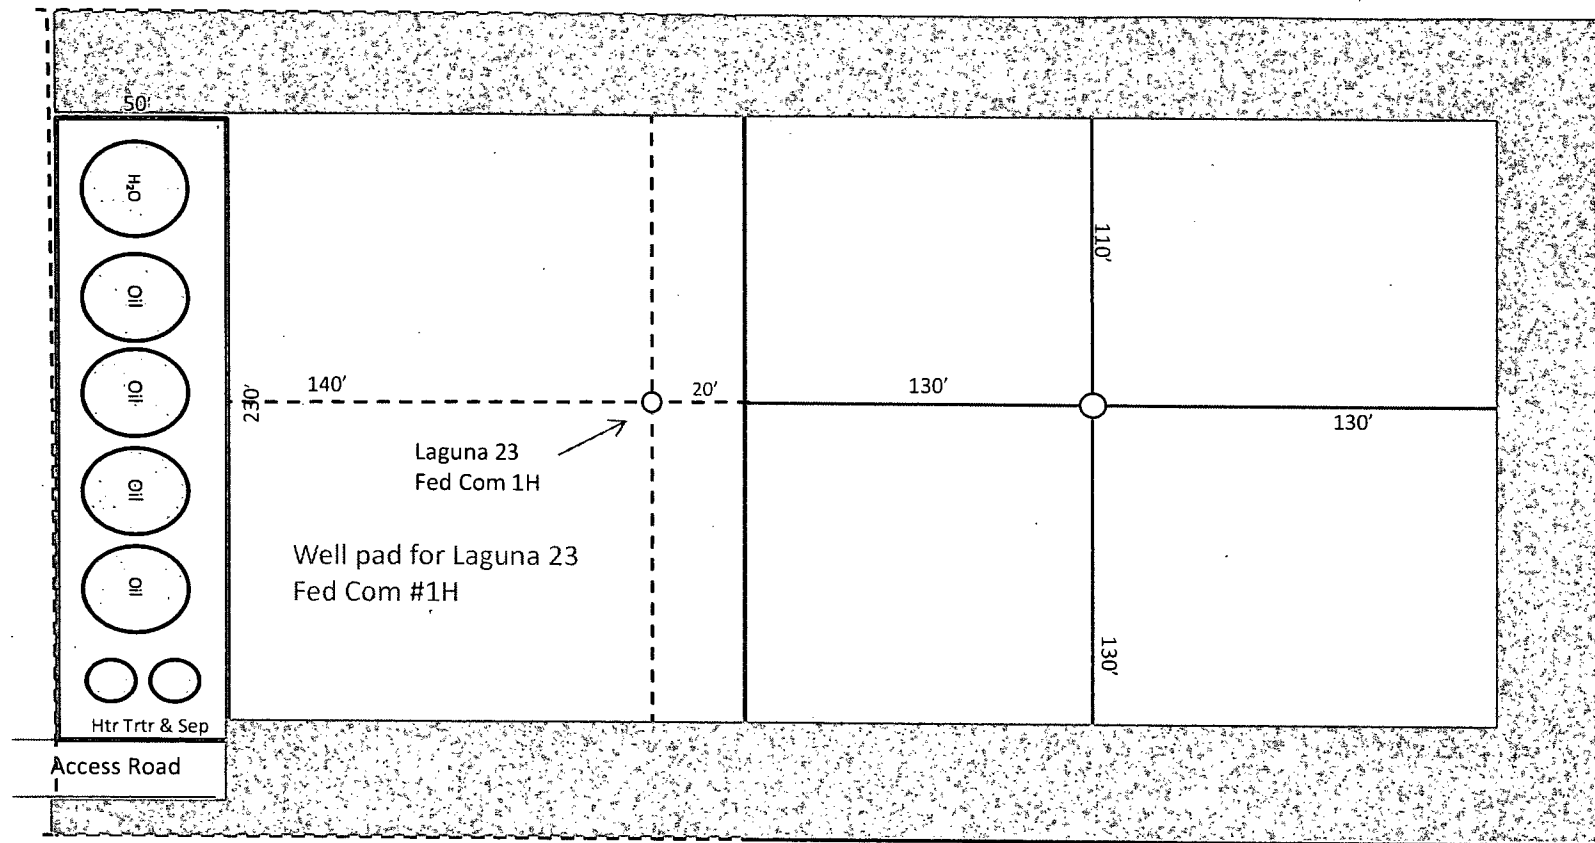 50'
H₂O
Oil
Oil
Oil
Oil
Htr Trtr & Sep
Access Road
230'
140'
20'
130'
130'
110'
130'
Laguna 23
Fed Com 1H
Well pad for Laguna 23
Fed Com #1H